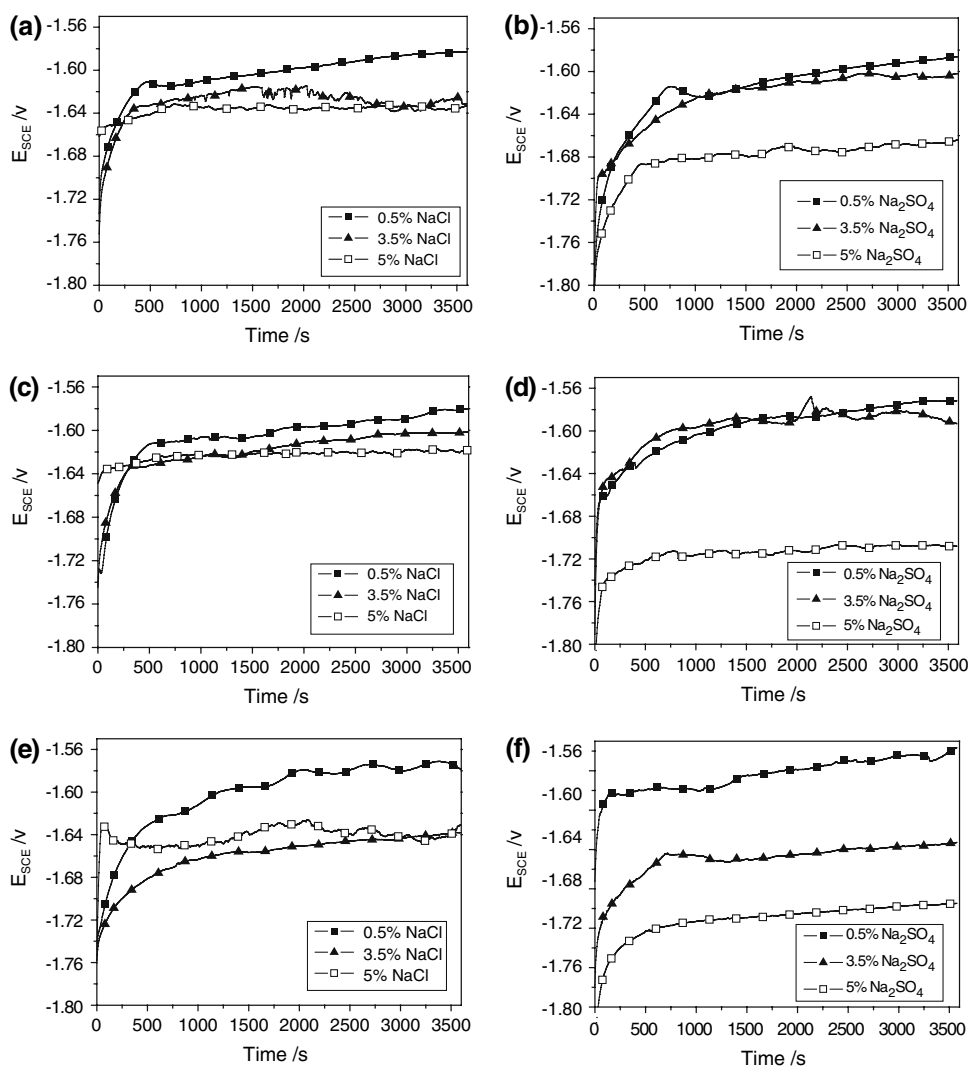 (a)
-1.56
-1.60
-1.64
-1.68
-1.72
-1.76
-1.80
E_SCE /v
0.5% NaCl
3.5% NaCl
5% NaCl
0 500 1000 1500 2000 2500 3000 3500
Time /s
(b)
-1.56
-1.60
-1.64
-1.68
-1.72
-1.76
-1.80
E_SCE /v
0.5% Na₂SO₄
3.5% Na₂SO₄
5% Na₂SO₄
0 500 1000 1500 2000 2500 3000 3500
Time /s
(c)
-1.56
-1.60
-1.64
-1.68
-1.72
-1.76
-1.80
E_SCE /v
0.5% NaCl
3.5% NaCl
5% NaCl
0 500 1000 1500 2000 2500 3000 3500
Time /s
(d)
-1.56
-1.60
-1.64
-1.68
-1.72
-1.76
-1.80
E_SCE /v
0.5% Na₂SO₄
3.5% Na₂SO₄
5% Na₂SO₄
0 500 1000 1500 2000 2500 3000 3500
Time /s
(e)
-1.56
-1.60
-1.64
-1.68
-1.72
-1.76
-1.80
E_SCE /v
0.5% NaCl
3.5% NaCl
5% NaCl
0 500 1000 1500 2000 2500 3000 3500
Time /s
(f)
-1.56
-1.60
-1.64
-1.68
-1.72
-1.76
-1.80
E_SCE /v
0.5% Na₂SO₄
3.5% Na₂SO₄
5% Na₂SO₄
0 500 1000 1500 2000 2500 3000 3500
Time /s